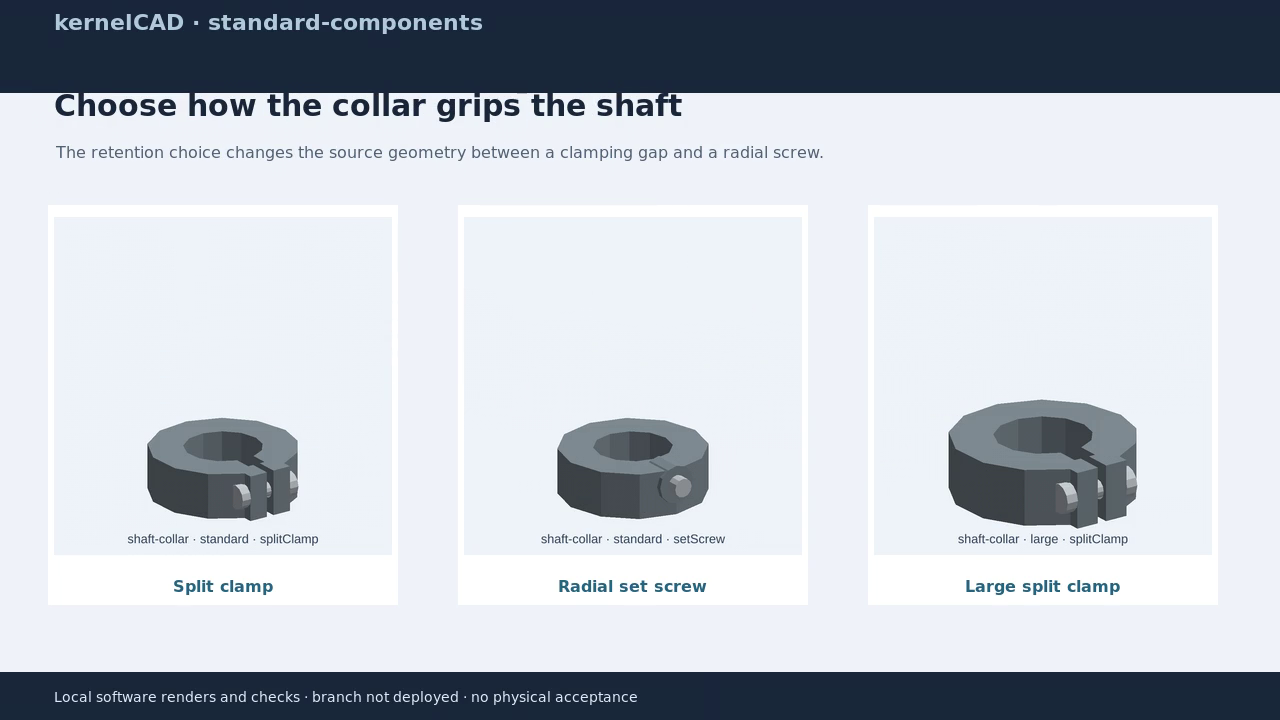 kernelCAD · standard-components
Choose how the collar grips the shaft
The retention choice changes the source geometry between a clamping gap and a radial screw.
shaft-collar · standard · splitClamp
Split clamp
shaft-collar · standard · setScrew
Radial set screw
shaft-collar · large · splitClamp
Large split clamp
Local software renders and checks · branch not deployed · no physical acceptance